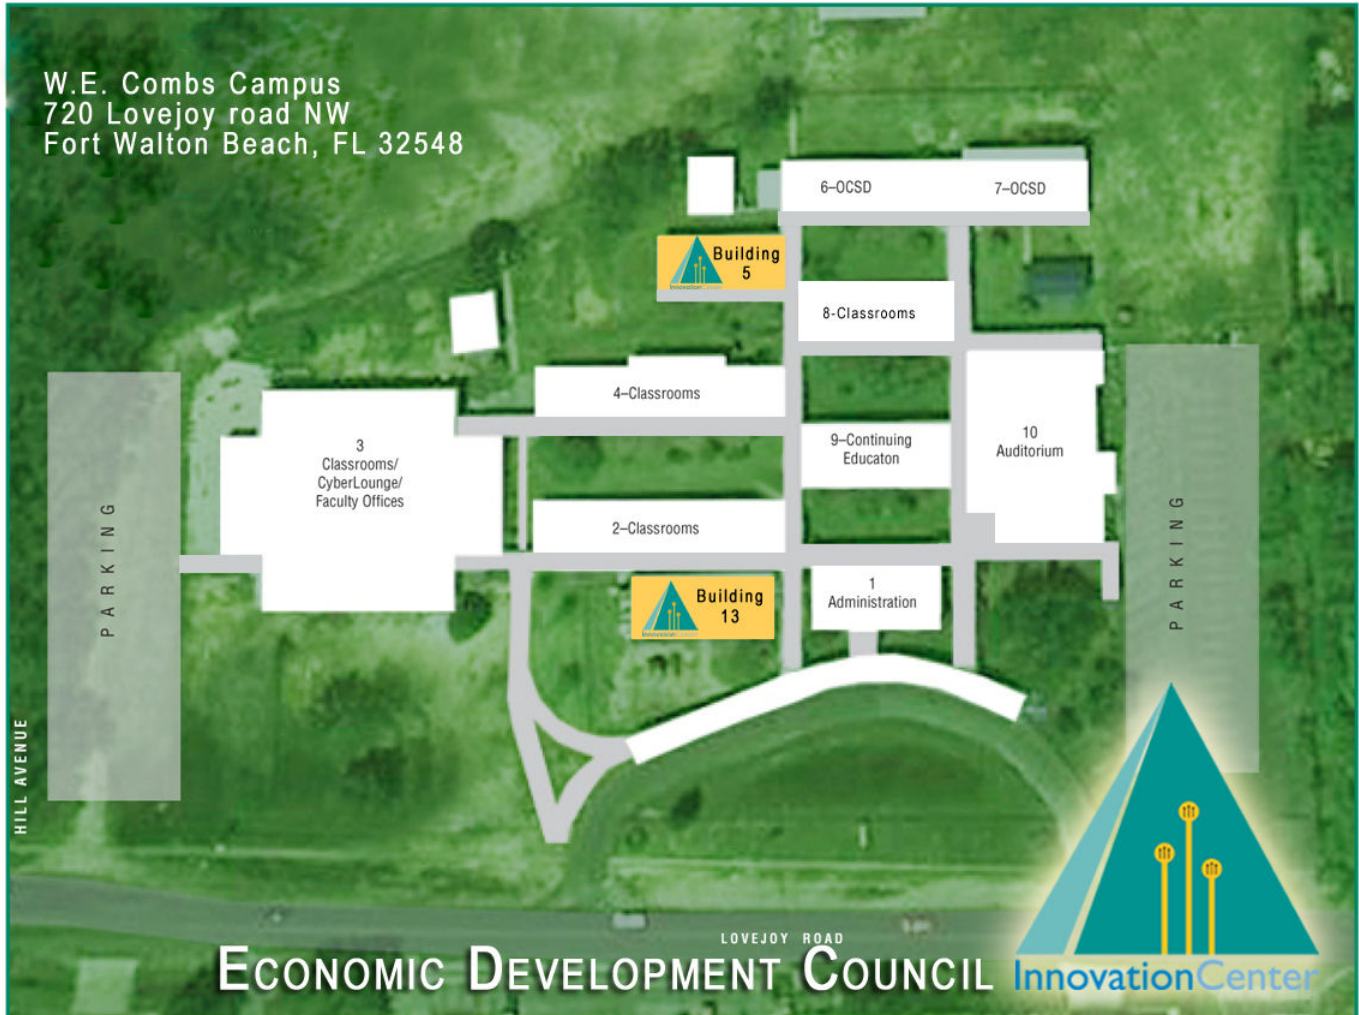 W.E. Combs Campus
720 Lovejoy road NW
Fort Walton Beach, FL 32548
6–OCSD
7–OCSD
Building
5
InnovationCenter
8-Classrooms
4–Classrooms
3
Classrooms/
CyberLounge/
Faculty Offices
9–Continuing
Educaton
10
Auditorium
2–Classrooms
PARKING
PARKING
Building
13
InnovationCenter
1
Administration
HILL AVENUE
LOVEJOY ROAD
ECONOMIC DEVELOPMENT COUNCIL
InnovationCenter